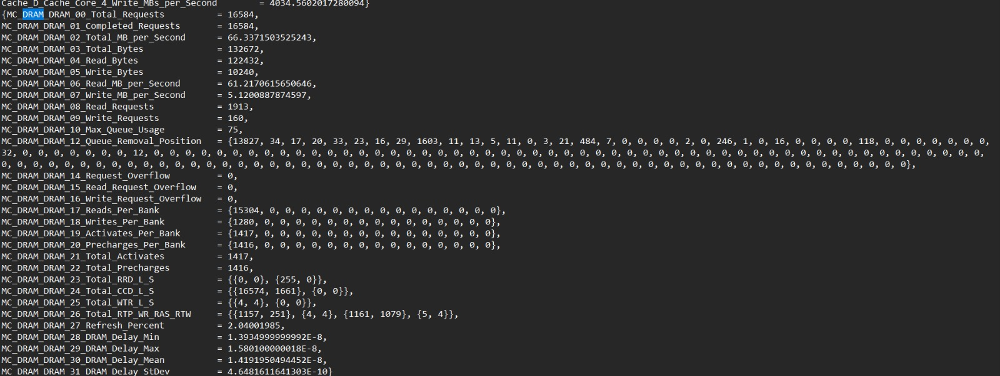 Cache_D_Cache_Core_4_Write_MBs_per_Second = 4034.5602017280094}
{MC_DRAM_DRAM_00_Total_Requests = 16584,
MC_DRAM_DRAM_01_Completed_Requests = 16584,
MC_DRAM_DRAM_02_Total_MB_per_Second = 66.3371503525243,
MC_DRAM_DRAM_03_Total_Bytes = 132672,
MC_DRAM_DRAM_04_Read_Bytes = 122432,
MC_DRAM_DRAM_05_Write_Bytes = 10240,
MC_DRAM_DRAM_06_Read_MB_per_Second = 61.2170615650646,
MC_DRAM_DRAM_07_Write_MB_per_Second = 5.1200887874597,
MC_DRAM_DRAM_08_Read_Requests = 1913,
MC_DRAM_DRAM_09_Write_Requests = 160,
MC_DRAM_DRAM_10_Max_Queue_Usage = 75,
MC_DRAM_DRAM_12_Queue_Removal_Position = {13827, 34, 17, 20, 33, 23, 16, 29, 1603, 11, 13, 5, 11, 0, 3, 21, 484, 7, 0, 0, 0, 0, 2, 0, 246, 1, 0, 16, 0, 0, 0, 0, 118, 0, 0, 0, 0, 0, 0, 0,
32, 0, 0, 0, 0, 0, 0, 0, 12, 0, 0, 0, 0, 0, 0, 0, 0, 0, 0, 0, 0, 0, 0, 0, 0, 0, 0, 0, 0, 0, 0, 0, 0, 0, 0, 0, 0, 0, 0, 0, 0, 0, 0, 0, 0, 0, 0, 0, 0, 0, 0, 0, 0, 0, 0, 0, 0, 0, 0, 0, 0, 0,
0, 0, 0, 0, 0, 0, 0, 0, 0, 0, 0, 0, 0, 0, 0, 0, 0, 0, 0, 0, 0, 0, 0, 0, 0, 0, 0, 0, 0, 0, 0, 0, 0, 0, 0, 0, 0, 0, 0, 0, 0, 0, 0, 0, 0, 0, 0, 0, 0, 0, 0, 0, 0, 0, 0, 0, 0, 0},
MC_DRAM_DRAM_14_Request_Overflow = 0,
MC_DRAM_DRAM_15_Read_Request_Overflow = 0,
MC_DRAM_DRAM_16_Write_Request_Overflow = 0,
MC_DRAM_DRAM_17_Reads_Per_Bank = {15304, 0, 0, 0, 0, 0, 0, 0, 0, 0, 0, 0, 0, 0, 0, 0},
MC_DRAM_DRAM_18_Writes_Per_Bank = {1280, 0, 0, 0, 0, 0, 0, 0, 0, 0, 0, 0, 0, 0, 0, 0},
MC_DRAM_DRAM_19_Activates_Per_Bank = {1417, 0, 0, 0, 0, 0, 0, 0, 0, 0, 0, 0, 0, 0, 0, 0},
MC_DRAM_DRAM_20_Precharges_Per_Bank = {1416, 0, 0, 0, 0, 0, 0, 0, 0, 0, 0, 0, 0, 0, 0, 0},
MC_DRAM_DRAM_21_Total_Activates = 1417,
MC_DRAM_DRAM_22_Total_Precharges = 1416,
MC_DRAM_DRAM_23_Total_RRD_L_S = {{0, 0}, {255, 0}},
MC_DRAM_DRAM_24_Total_CCD_L_S = {{16574, 1661}, {0, 0}},
MC_DRAM_DRAM_25_Total_WTR_L_S = {{4, 4}, {0, 0}},
MC_DRAM_DRAM_26_Total_RTP_WR_RAS_RTW = {{1157, 251}, {4, 4}, {1161, 1079}, {5, 4}},
MC_DRAM_DRAM_27_Refresh_Percent = 2.04001985,
MC_DRAM_DRAM_28_DRAM_Delay_Min = 1.3934999999992E-8,
MC_DRAM_DRAM_29_DRAM_Delay_Max = 1.580100000018E-8,
MC_DRAM_DRAM_30_DRAM_Delay_Mean = 1.4191950494452E-8,
MC_DRAM_DRAM_31_DRAM_Delay_StDev = 4.6481611641303E-10}